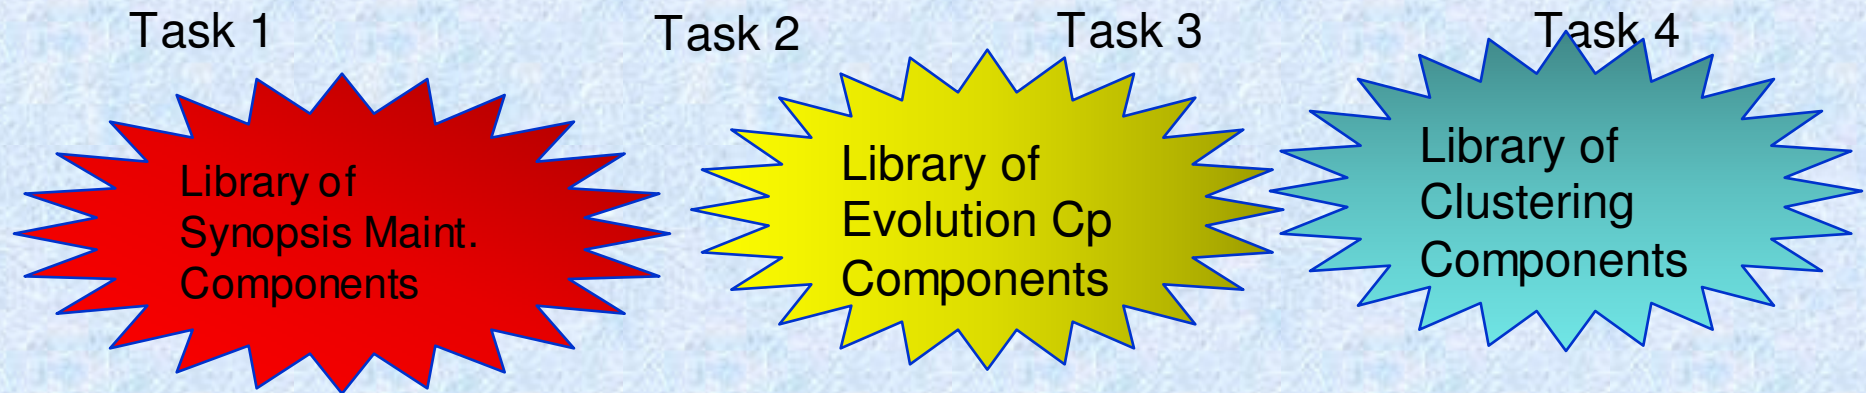 Task 1
Task 2
Task 3
Task 4
Library of
Synopsis Maint.
Components
Library of
Evolution Cp
Components
Library of
Clustering
Components